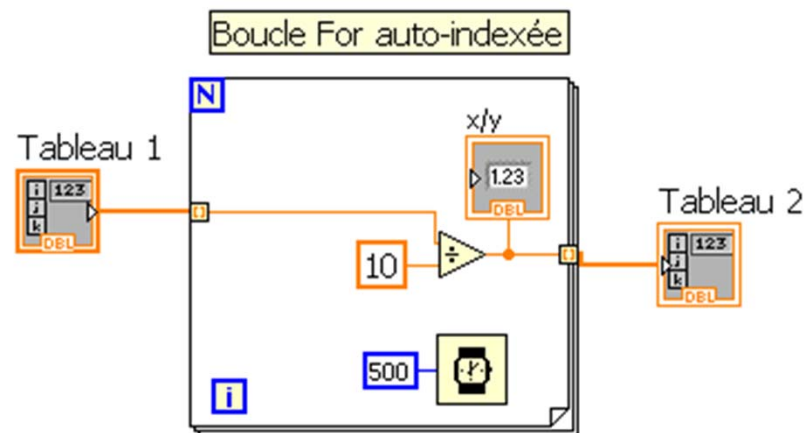 Boucle For auto-indexée
N
x/y
Tableau 1
i 123
j
k
DBL
1.23
DBL
Tableau 2
i 123
j
k
DBL
10
500
i